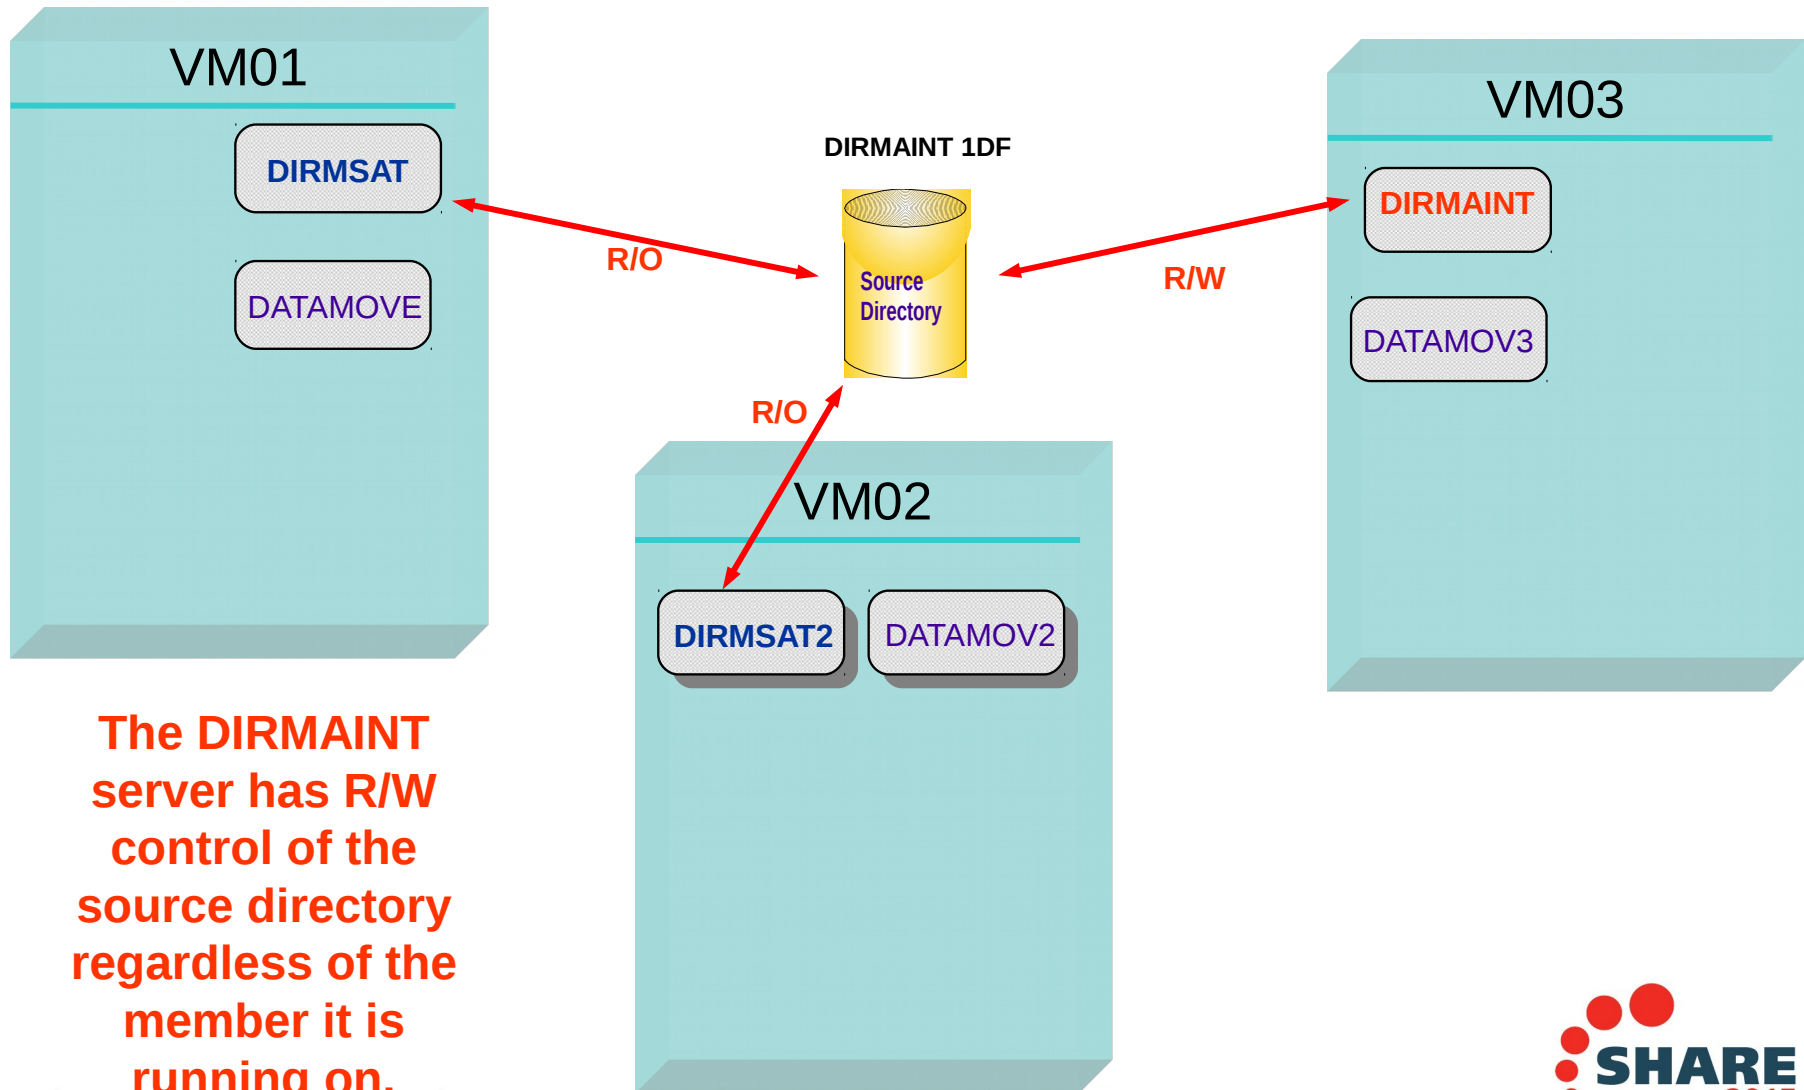 VM01
DIRMSAT
DATAMOVE
R/O
DIRMAINT 1DF
Source
Directory
R/O
R/W
VM03
DIRMAINT
DATAMOV3
VM02
DIRMSAT2
DATAMOV2
The DIRMAINT
server has R/W
control of the
source directory
regardless of the
member it is
running on.
SHARE